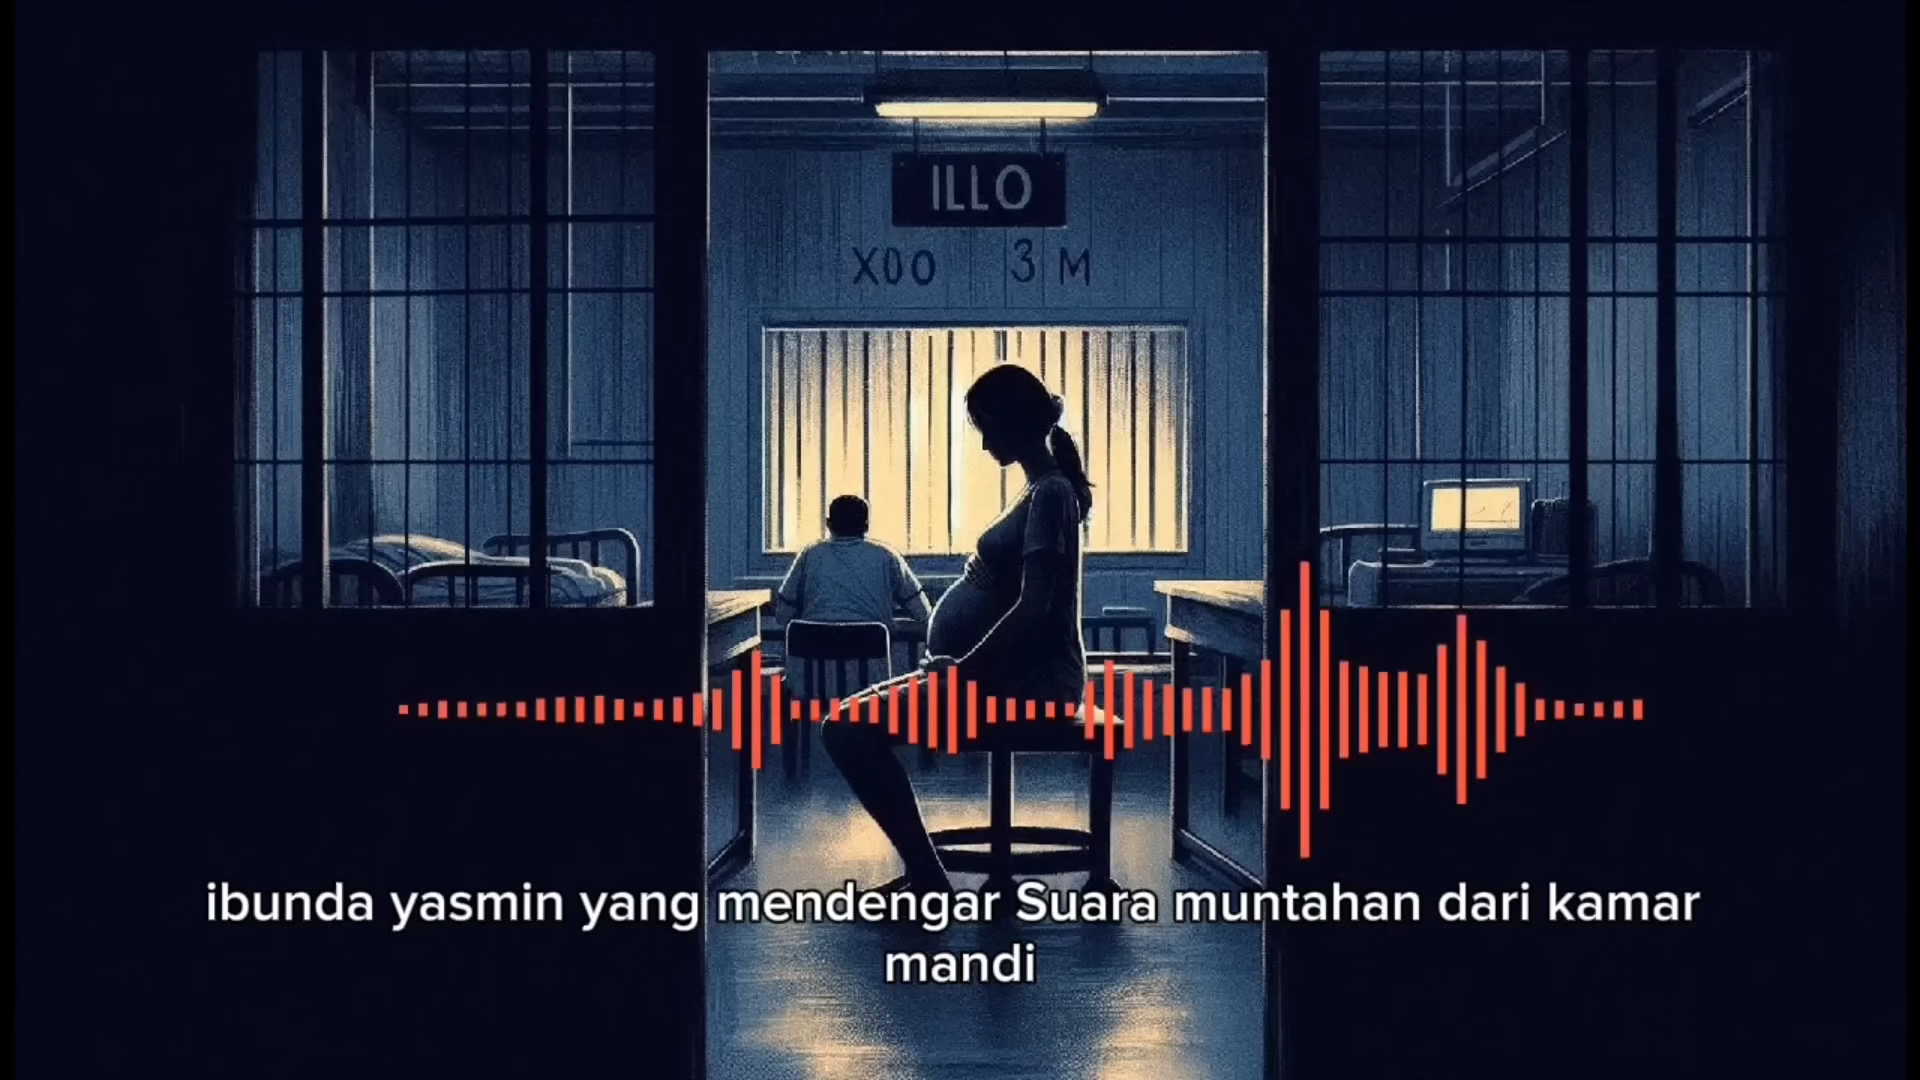 ILLO
X00 3 M
ibunda yasmin yang mendengar Suara muntahan dari kamar
mandi